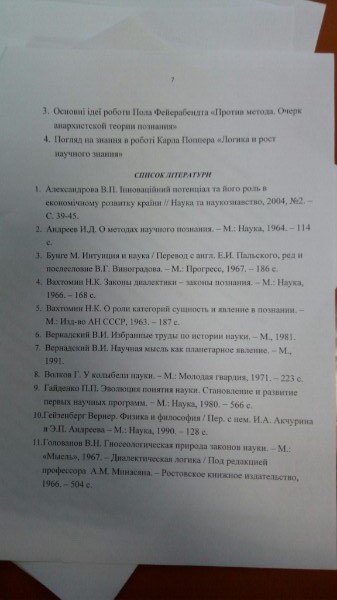 7
3. Основні ідеї роботи Пола Фейерабендта «Против метода. Очерк
анархистской теории познания»
4. Погляд на знання в роботі Карла Поппера «Логика и рост
научного знания»
СПИСОК ЛІТЕРАТУРИ
1. Александрова В.П. Інноваційний потенціал та його роль в
економічному розвитку країни // Наука та наукознавство, 2004, №2. –
С. 39-45.
2. Андреев И.Д. О методах научного познания. – М.: Наука, 1964. – 114
с.
3. Бунге М. Интуиция и наука / Перевод с англ. Е.И. Пальского, ред и
послесловие В.Г. Виноградова. – М.: Прогресс, 1967. – 186 с.
4. Вахтомин Н.К. Законы диалектики – законы познания. – М.: Наука,
1966. – 168 с.
5. Вахтомин Н.К. О роли категорий сущность и явление в познании. –
М.: Изд-во АН СССР, 1963. – 187 с.
6. Вернадский В.И. Избранные труды по истории науки. – М., 1981.
7. Вернадский В.И. Научная мысль как планетарное явление. – М.,
1991.
8. Волков Г. У колыбели науки. – М.: Молодая гвардия, 1971. – 223 с.
9. Гайденко П.П. Эволюция понятия науки. Становление и развитие
первых научных программ. – М.: Наука, 1980. – 566 с.
10.Гейзенберг Вернер. Физика и философия / Пер. с нем. И.А. Акчурина
и Э.П. Андреева – М.: Наука, 1990. – 128 с.
11.Голованов В.Н. Гносеологическая природа законов науки. – М.:
«Мысль», 1967. – Диалектическая логика / Под редакцией
профессора А.М. Минасяна. – Ростовское книжное издательство,
1966. – 504 с.